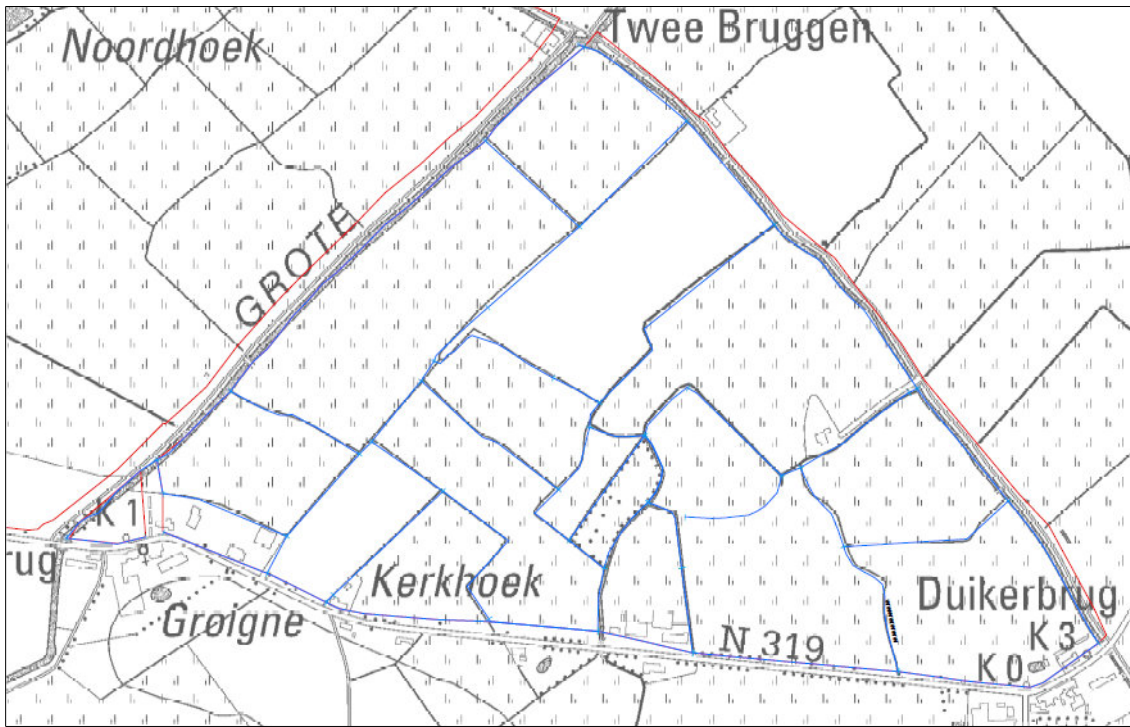 Twee Bruggen
Noordhoek
GROTE
K 1
rug
Kerkhoek
Groigne
Duikerbrug
N 319
K 3
K 0